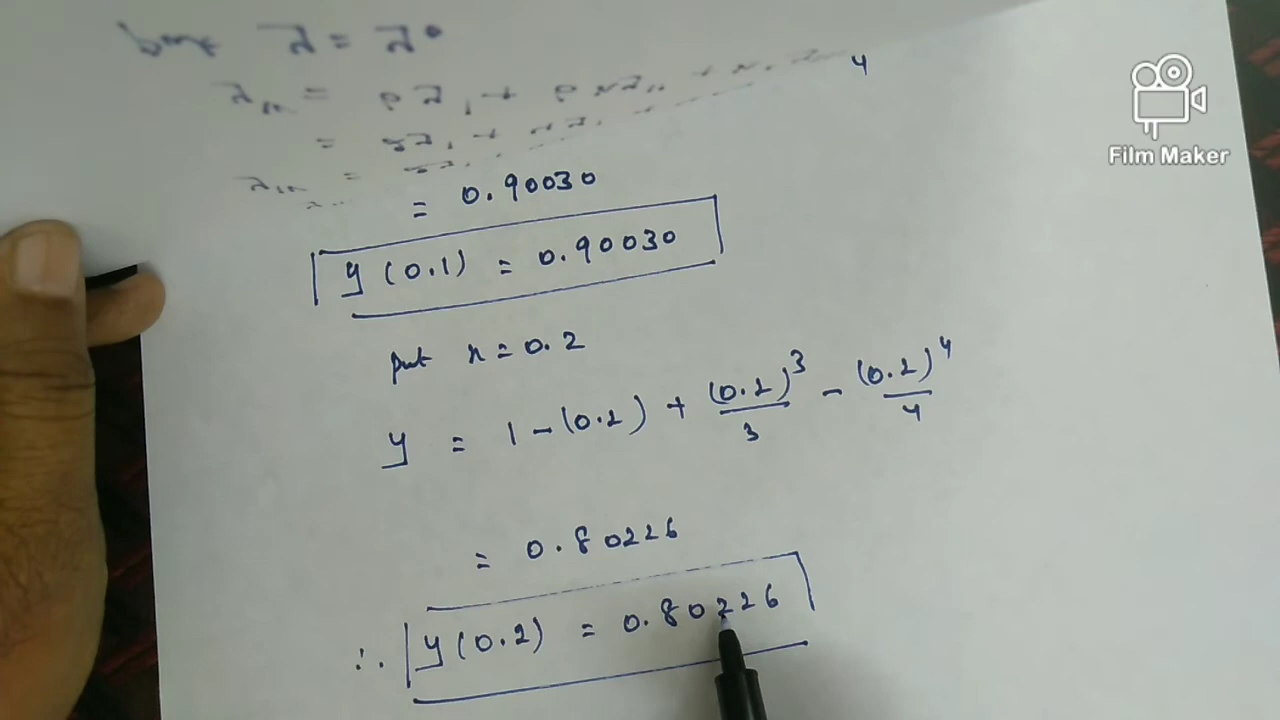 4
Film Maker
= 0.90030
y (0.1) = 0.90030
put x = 0.2
y = 1 - (0.2) + (0.2)^3/3 - (0.2)^4/4
= 0.80226
∴ y (0.2) = 0.80226